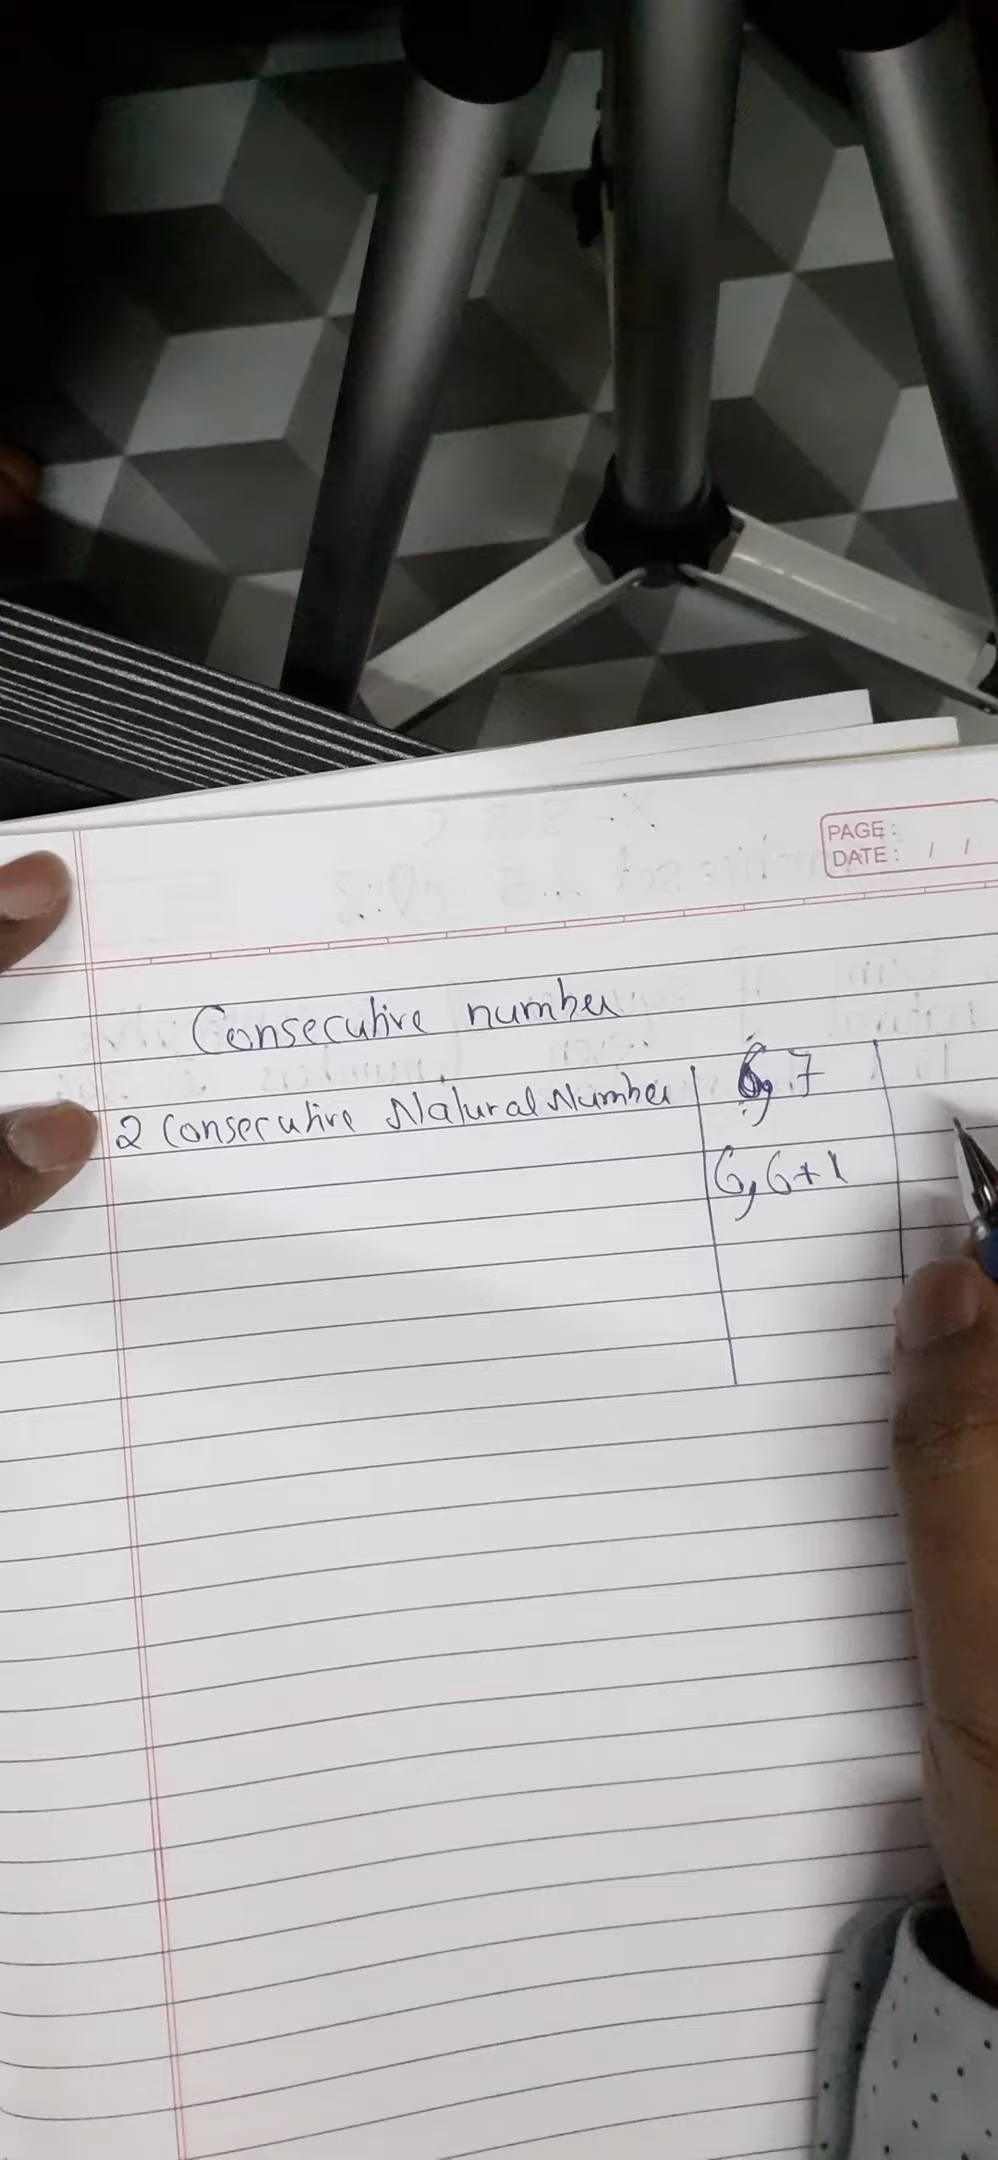 PAGE:
DATE: / /
Consecutive number
2 Consecutive Natural Number 6, 7
6, 6+1